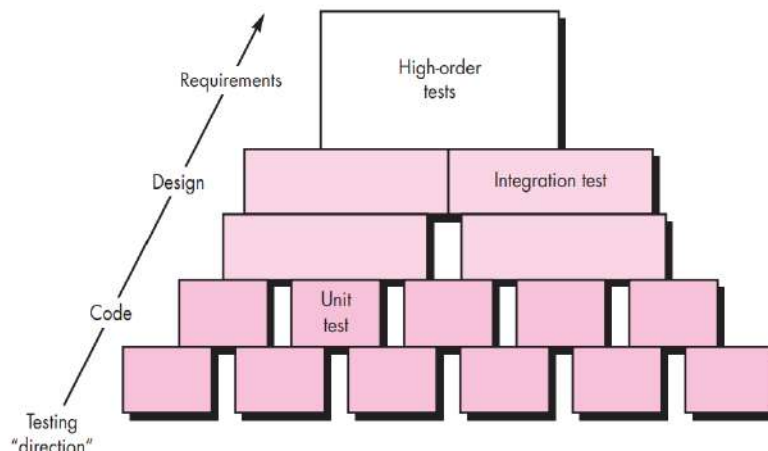 High-order
tests
Requirements
Design
Integration test
Unit
test
Code
Testing
"direction"